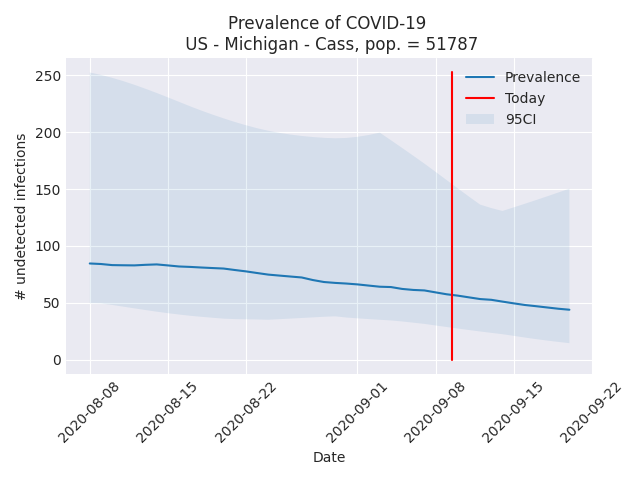 Prevalence of COVID-19
US - Michigan - Cass, pop. = 51787
Prevalence
Today
95CI
250
200
150
100
50
0
# undetected infections
2020-08-08
2020-08-15
2020-08-22
2020-09-01
2020-09-08
2020-09-15
2020-09-22
Date